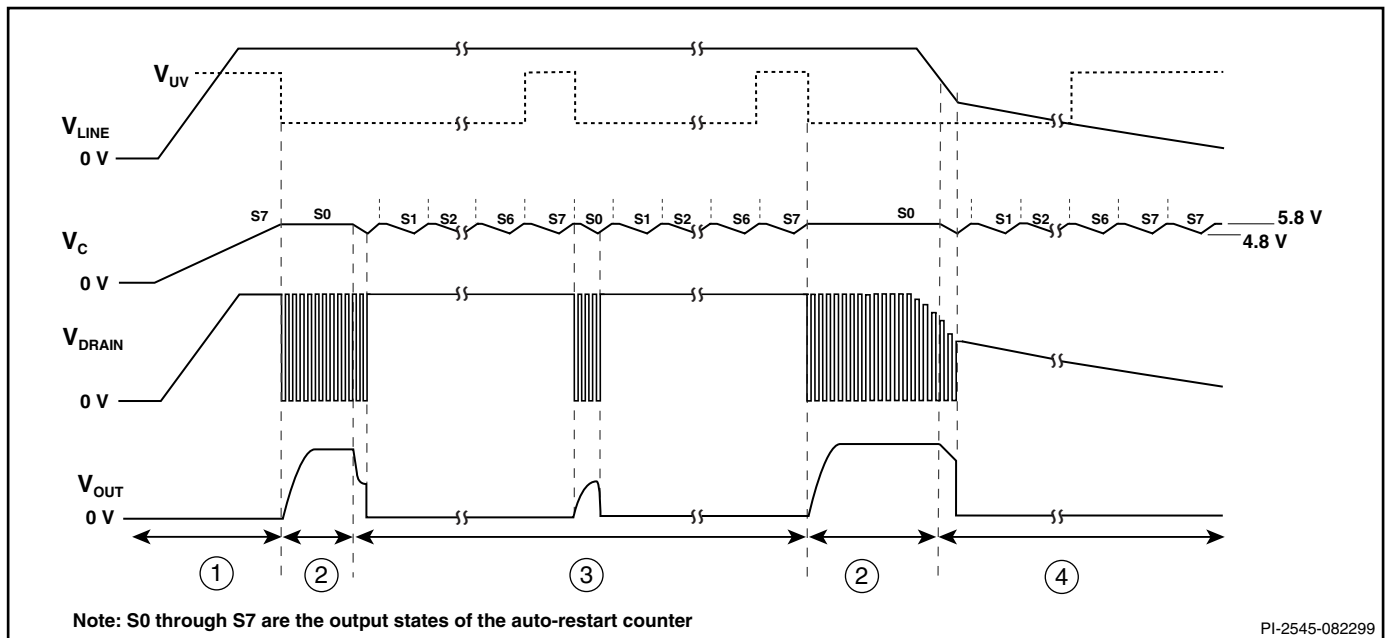 V_UV
V_LINE
0 V
S7 S0 S1 S2 S6 S7 S0 S1 S2 S6 S7 S0 S1 S2 S6 S7 S7
5.8 V
4.8 V
V_C
0 V
V_DRAIN
0 V
V_OUT
0 V
1 2 3 2 4
Note: S0 through S7 are the output states of the auto-restart counter
PI-2545-082299